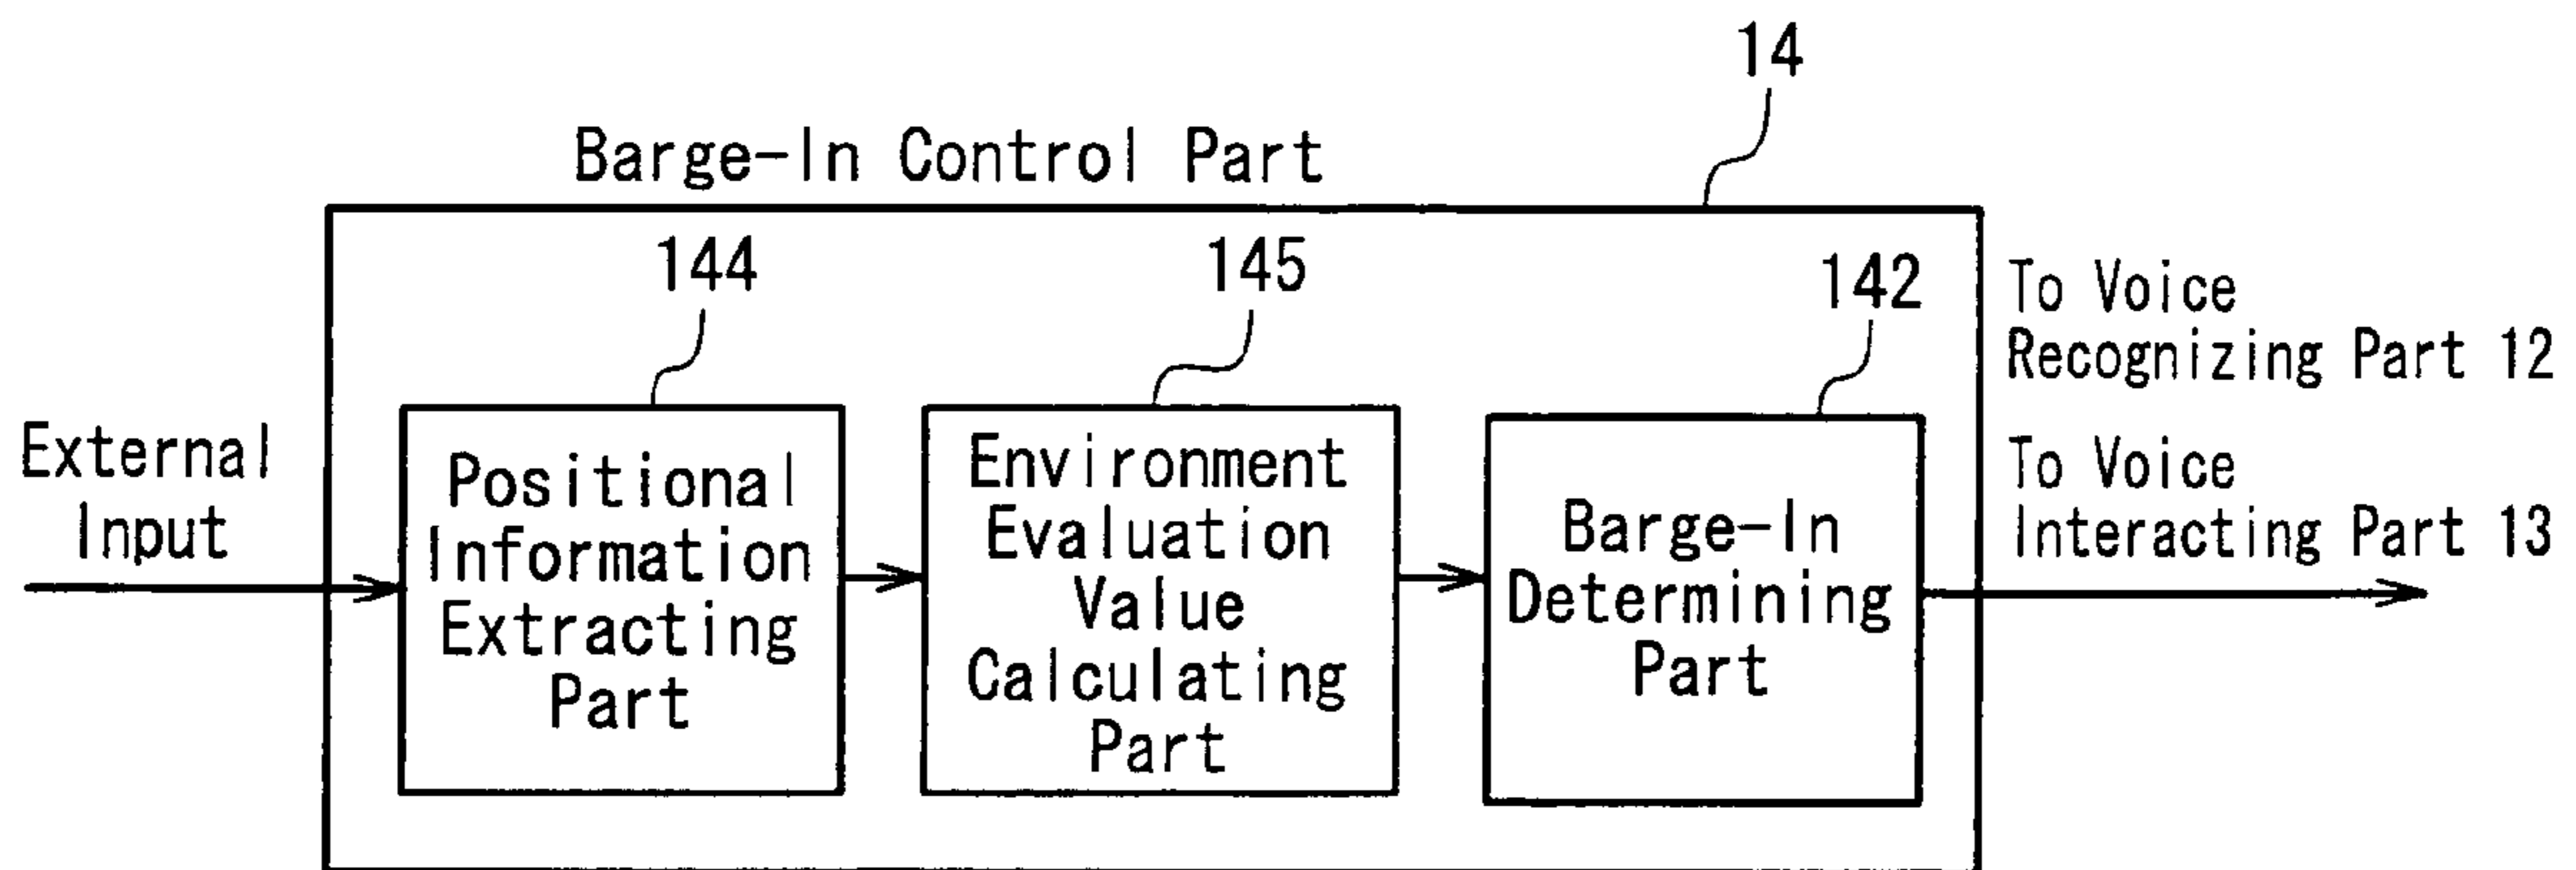 14
Barge-In Control Part
144
145
142
To Voice
Recognizing Part 12
External
Input
Positional
Information
Extracting
Part
Environment
Evaluation
Value
Calculating
Part
Barge-In
Determining
Part
To Voice
Interacting Part 13